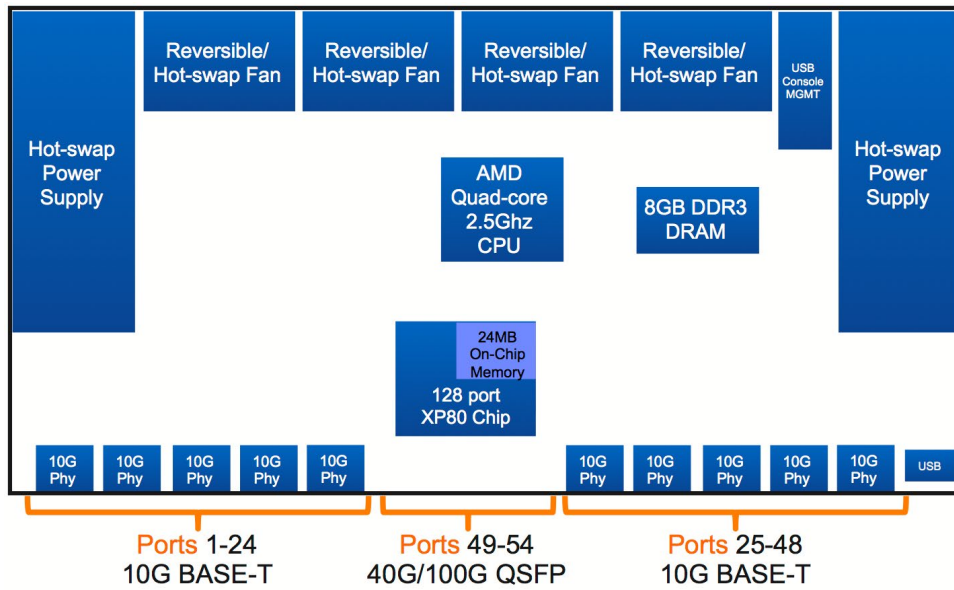 Hot-swap
Power
Supply
Reversible/
Hot-swap Fan
Reversible/
Hot-swap Fan
Reversible/
Hot-swap Fan
Reversible/
Hot-swap Fan
USB
Console
MGMT
Hot-swap
Power
Supply
AMD
Quad-core
2.5Ghz
CPU
8GB DDR3
DRAM
24MB
On-Chip
Memory
128 port
XP80 Chip
10G
Phy
10G
Phy
10G
Phy
10G
Phy
10G
Phy
10G
Phy
10G
Phy
10G
Phy
10G
Phy
10G
Phy
USB
Ports 1-24
10G BASE-T
Ports 49-54
40G/100G QSFP
Ports 25-48
10G BASE-T